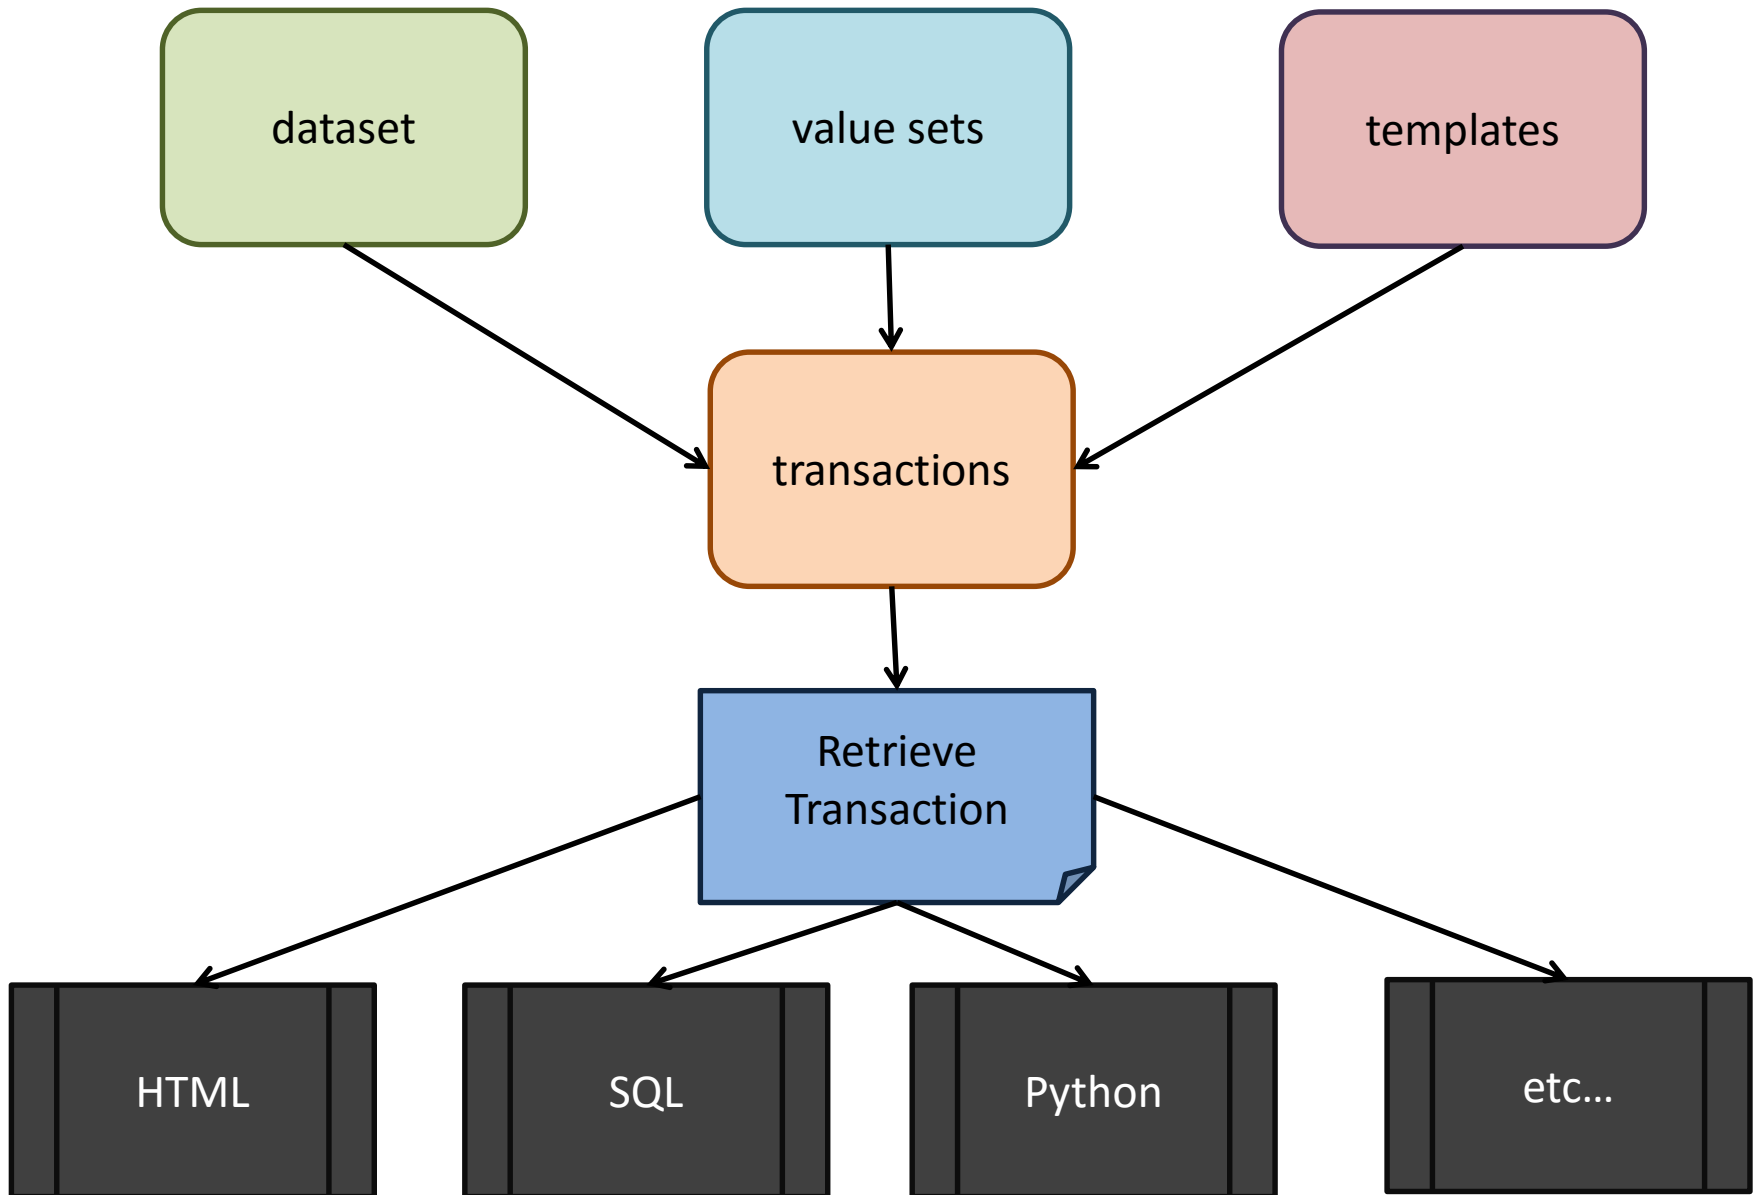 dataset
value sets
templates
transactions
Retrieve
Transaction
HTML
SQL
Python
etc…